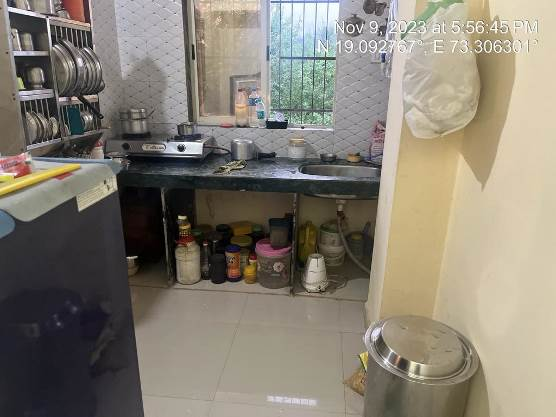 Nov 9, 2023 at 5:56:45 PM
N 19.092767°, E 73.306301°